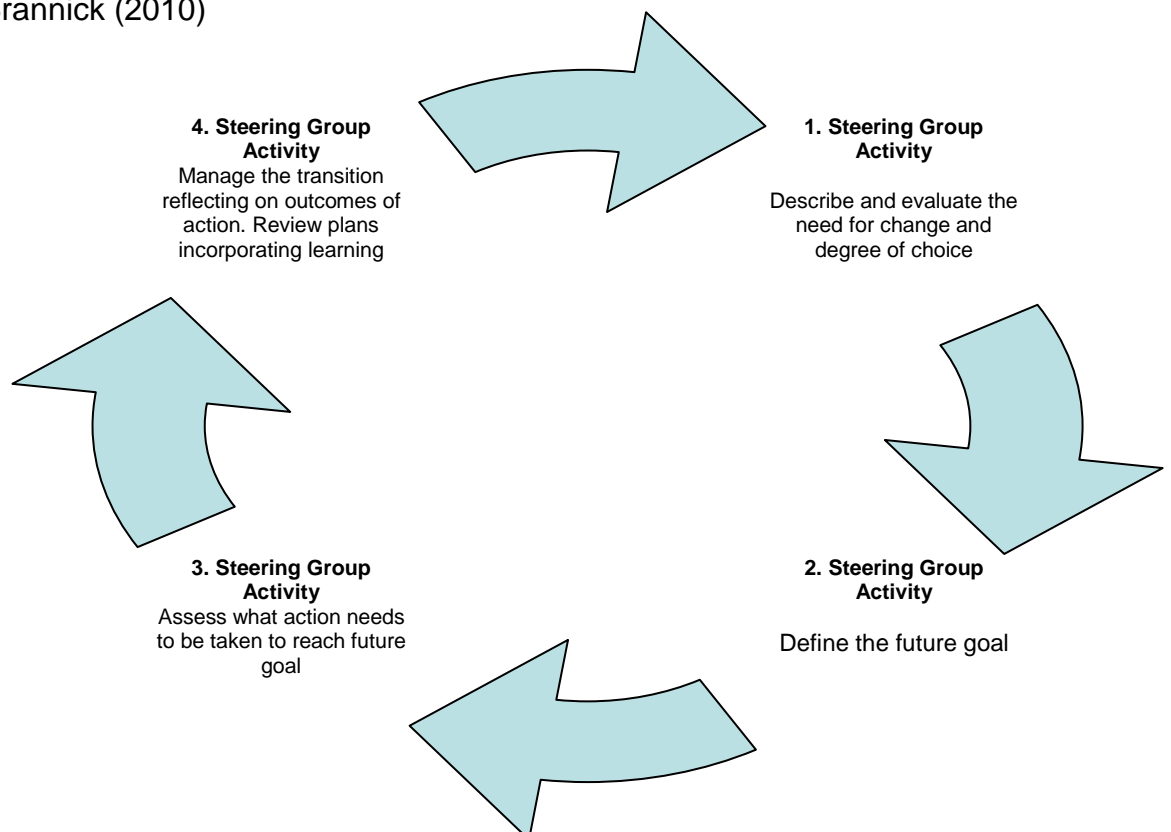 (2010)
4. Steering Group
Activity
Manage the transition
reflecting on outcomes of
action. Review plans
incorporating learning
1. Steering Group
Activity
Describe and evaluate the
need for change and
degree of choice
2. Steering Group
Activity
Define the future goal
3. Steering Group
Activity
Assess what action needs
to be taken to reach future
goal